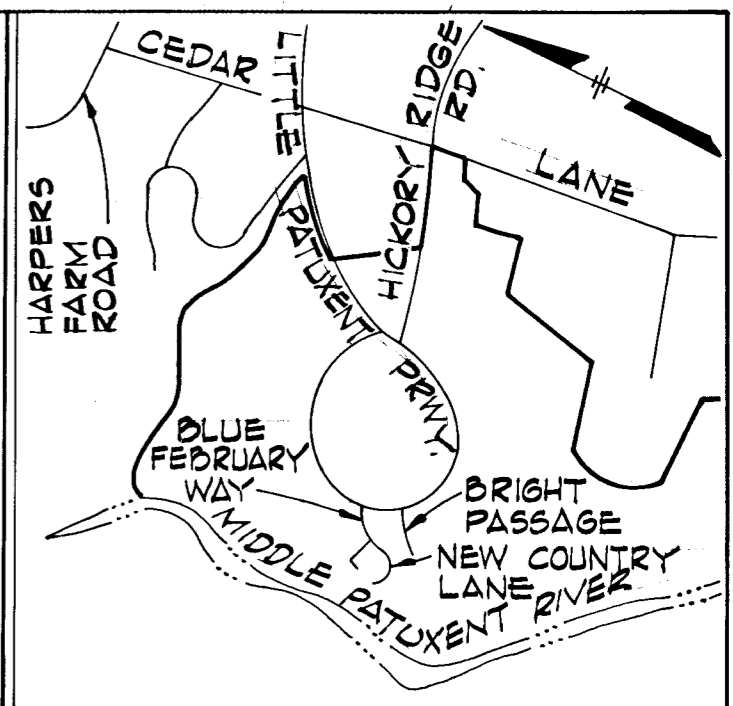 CEDAR
LITTLE
HICKORY RIDGE
RD.
LANE
HARPERS
FARM
ROAD
PATUXENT
PRWY.
BLUE
FEBRUARY
WAY
BRIGHT
PASSAGE
NEW COUNTRY
LANE
MIDDLE PATUXENT RIVER